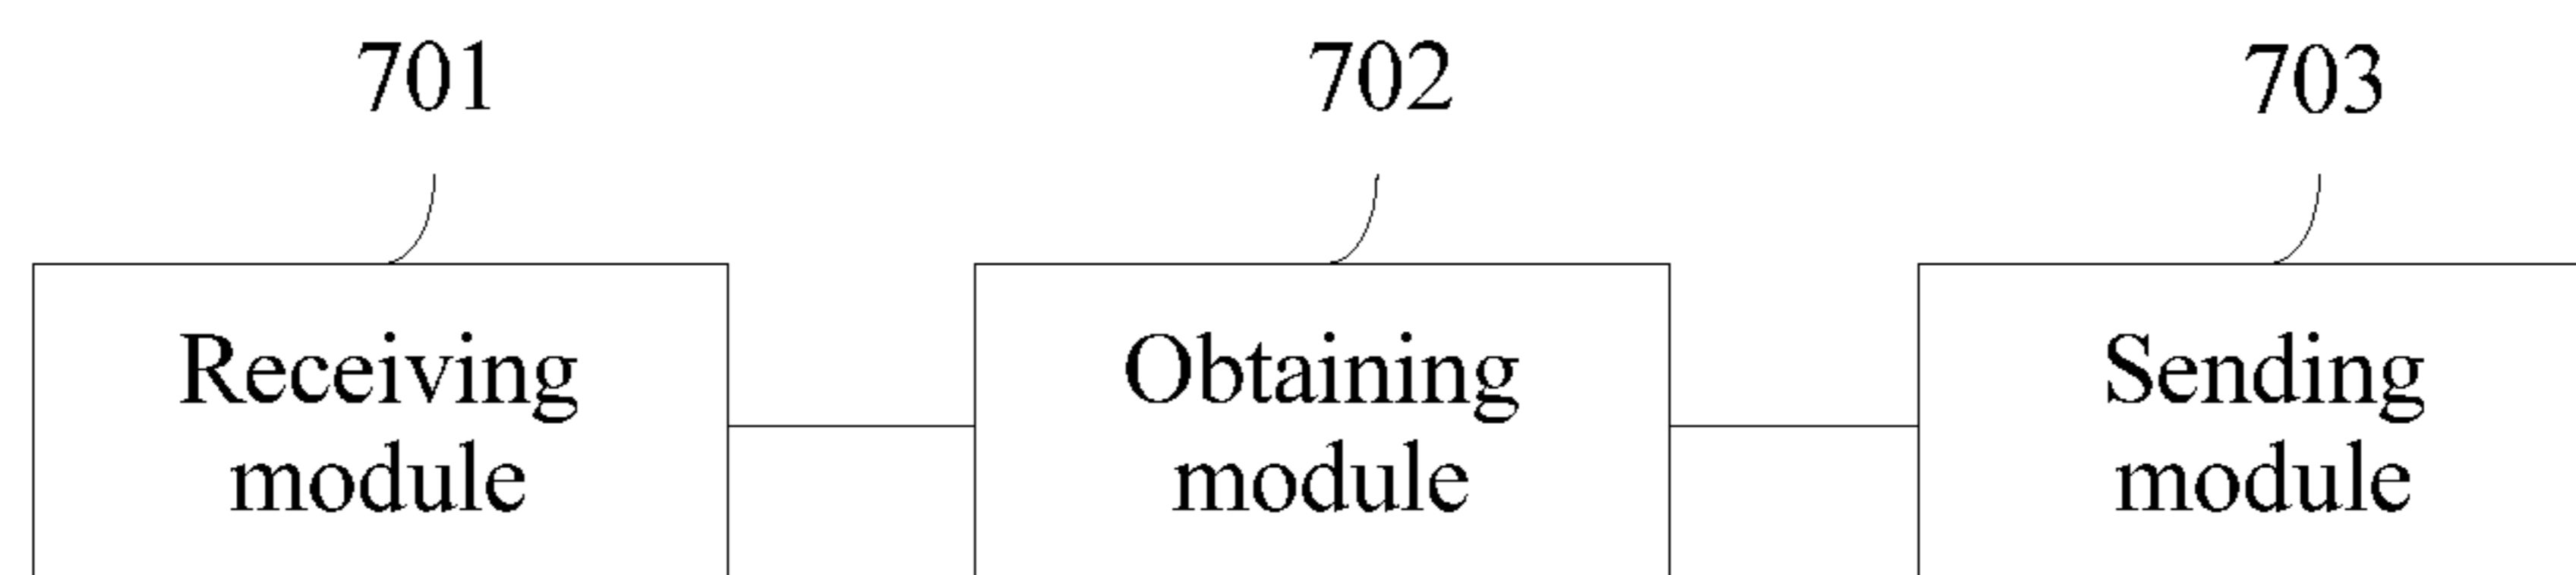 701
702
703
Receiving
module
Obtaining
module
Sending
module